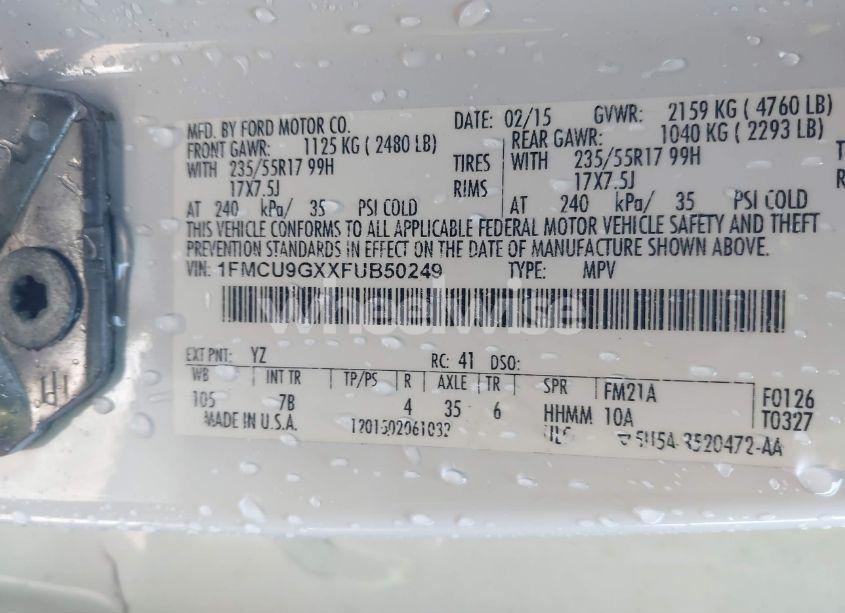 MFD. BY FORD MOTOR CO. DATE: 02/15 GVWR: 2159 KG ( 4760 LB)
FRONT GAWR: 1125 KG ( 2480 LB) REAR GAWR: 1040 KG ( 2293 LB)
WITH 235/55R17 99H TIRES WITH 235/55R17 99H
17X7.5J RIMS 17X7.5J
AT 240 kPa/ 35 PSI COLD AT 240 kPa/ 35 PSI COLD
THIS VEHICLE CONFORMS TO ALL APPLICABLE FEDERAL MOTOR VEHICLE SAFETY AND THEFT
PREVENTION STANDARDS IN EFFECT ON THE DATE OF MANUFACTURE SHOWN ABOVE.
VIN: 1FMCU9GXXFUB50249 TYPE: MPV
wheelwise
EXT PNT: YZ RC: 41 DSO:
WB INT TR TP/PS R AXLE TR SPR FM21A F0126
105 7B 4 35 6 HHMM 10A T0327
MADE IN U.S.A.